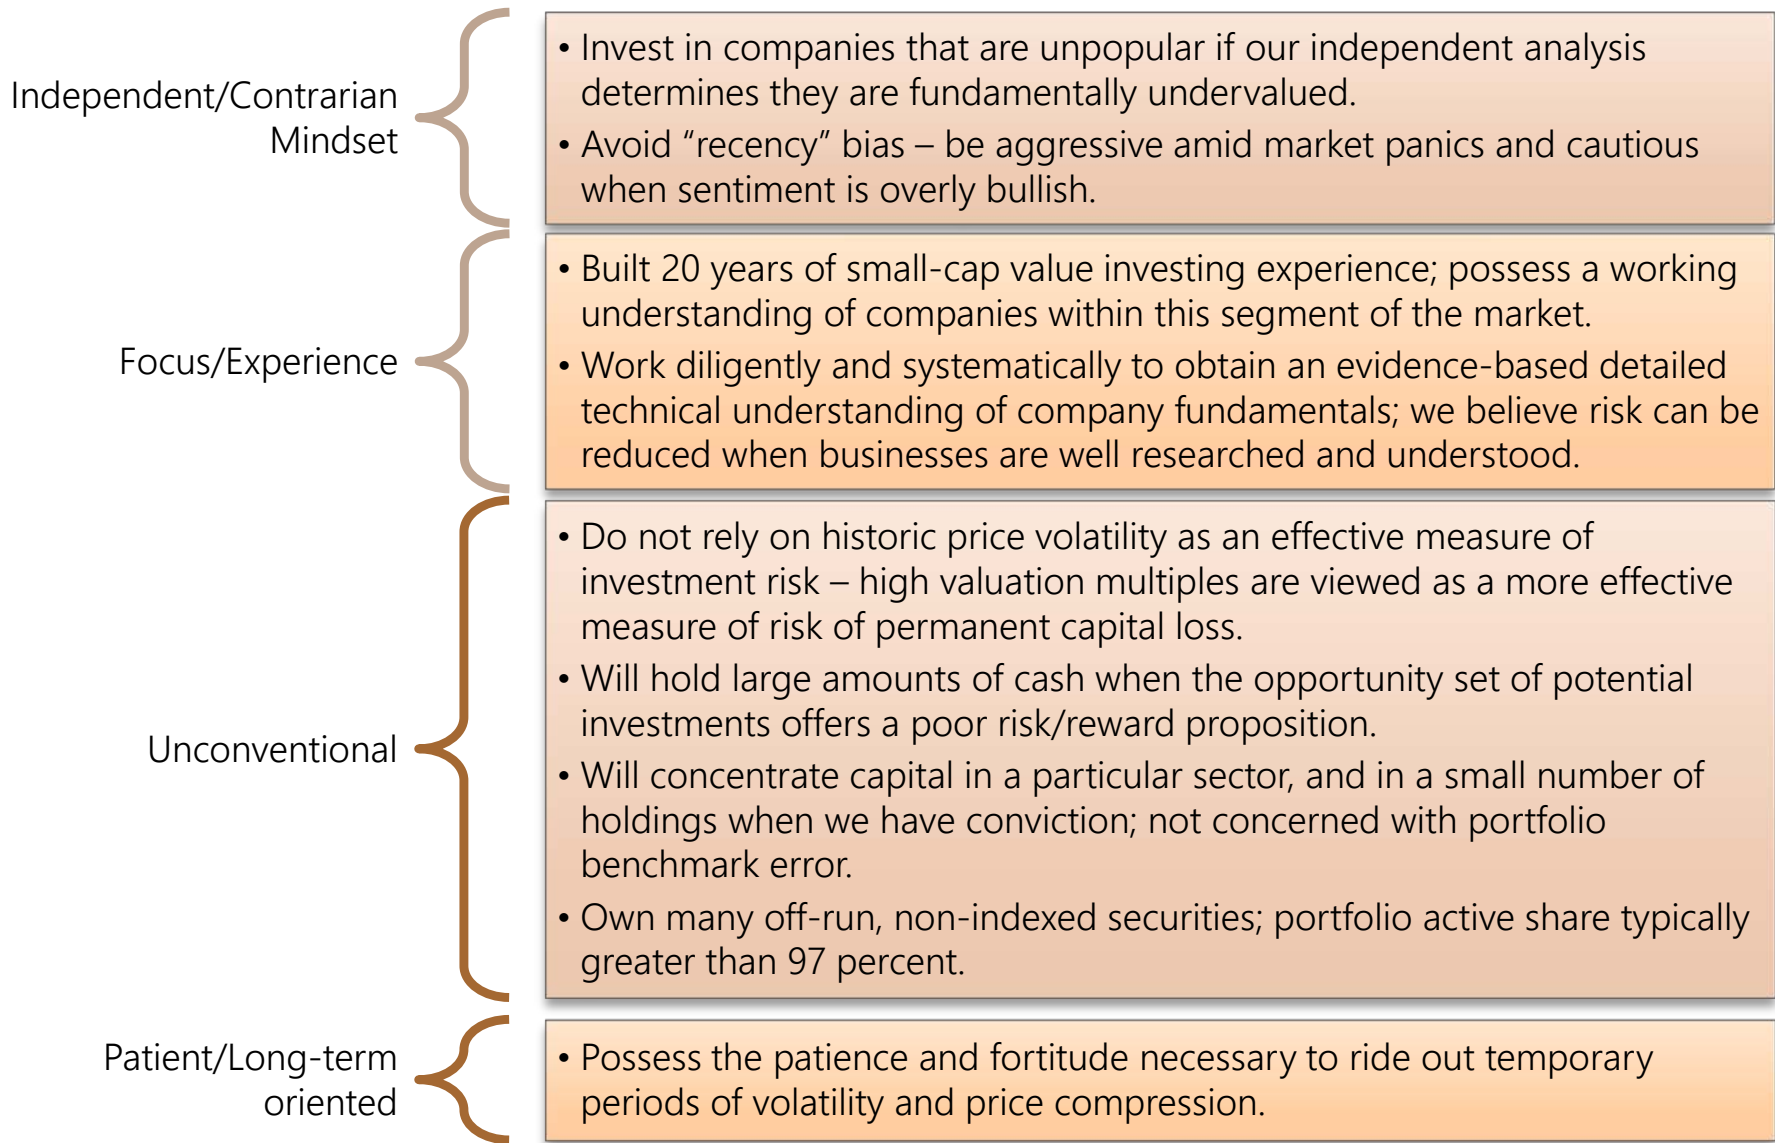 Independent/Contrarian
Mindset
• Invest in companies that are unpopular if our independent analysis
determines they are fundamentally undervalued.
• Avoid “recency” bias – be aggressive amid market panics and cautious
when sentiment is overly bullish.
Focus/Experience
• Built 20 years of small-cap value investing experience; possess a working
understanding of companies within this segment of the market.
• Work diligently and systematically to obtain an evidence-based detailed
technical understanding of company fundamentals; we believe risk can be
reduced when businesses are well researched and understood.
Unconventional
• Do not rely on historic price volatility as an effective measure of
investment risk – high valuation multiples are viewed as a more effective
measure of risk of permanent capital loss.
• Will hold large amounts of cash when the opportunity set of potential
investments offers a poor risk/reward proposition.
• Will concentrate capital in a particular sector, and in a small number of
holdings when we have conviction; not concerned with portfolio
benchmark error.
• Own many off-run, non-indexed securities; portfolio active share typically
greater than 97 percent.
Patient/Long-term
oriented
• Possess the patience and fortitude necessary to ride out temporary
periods of volatility and price compression.